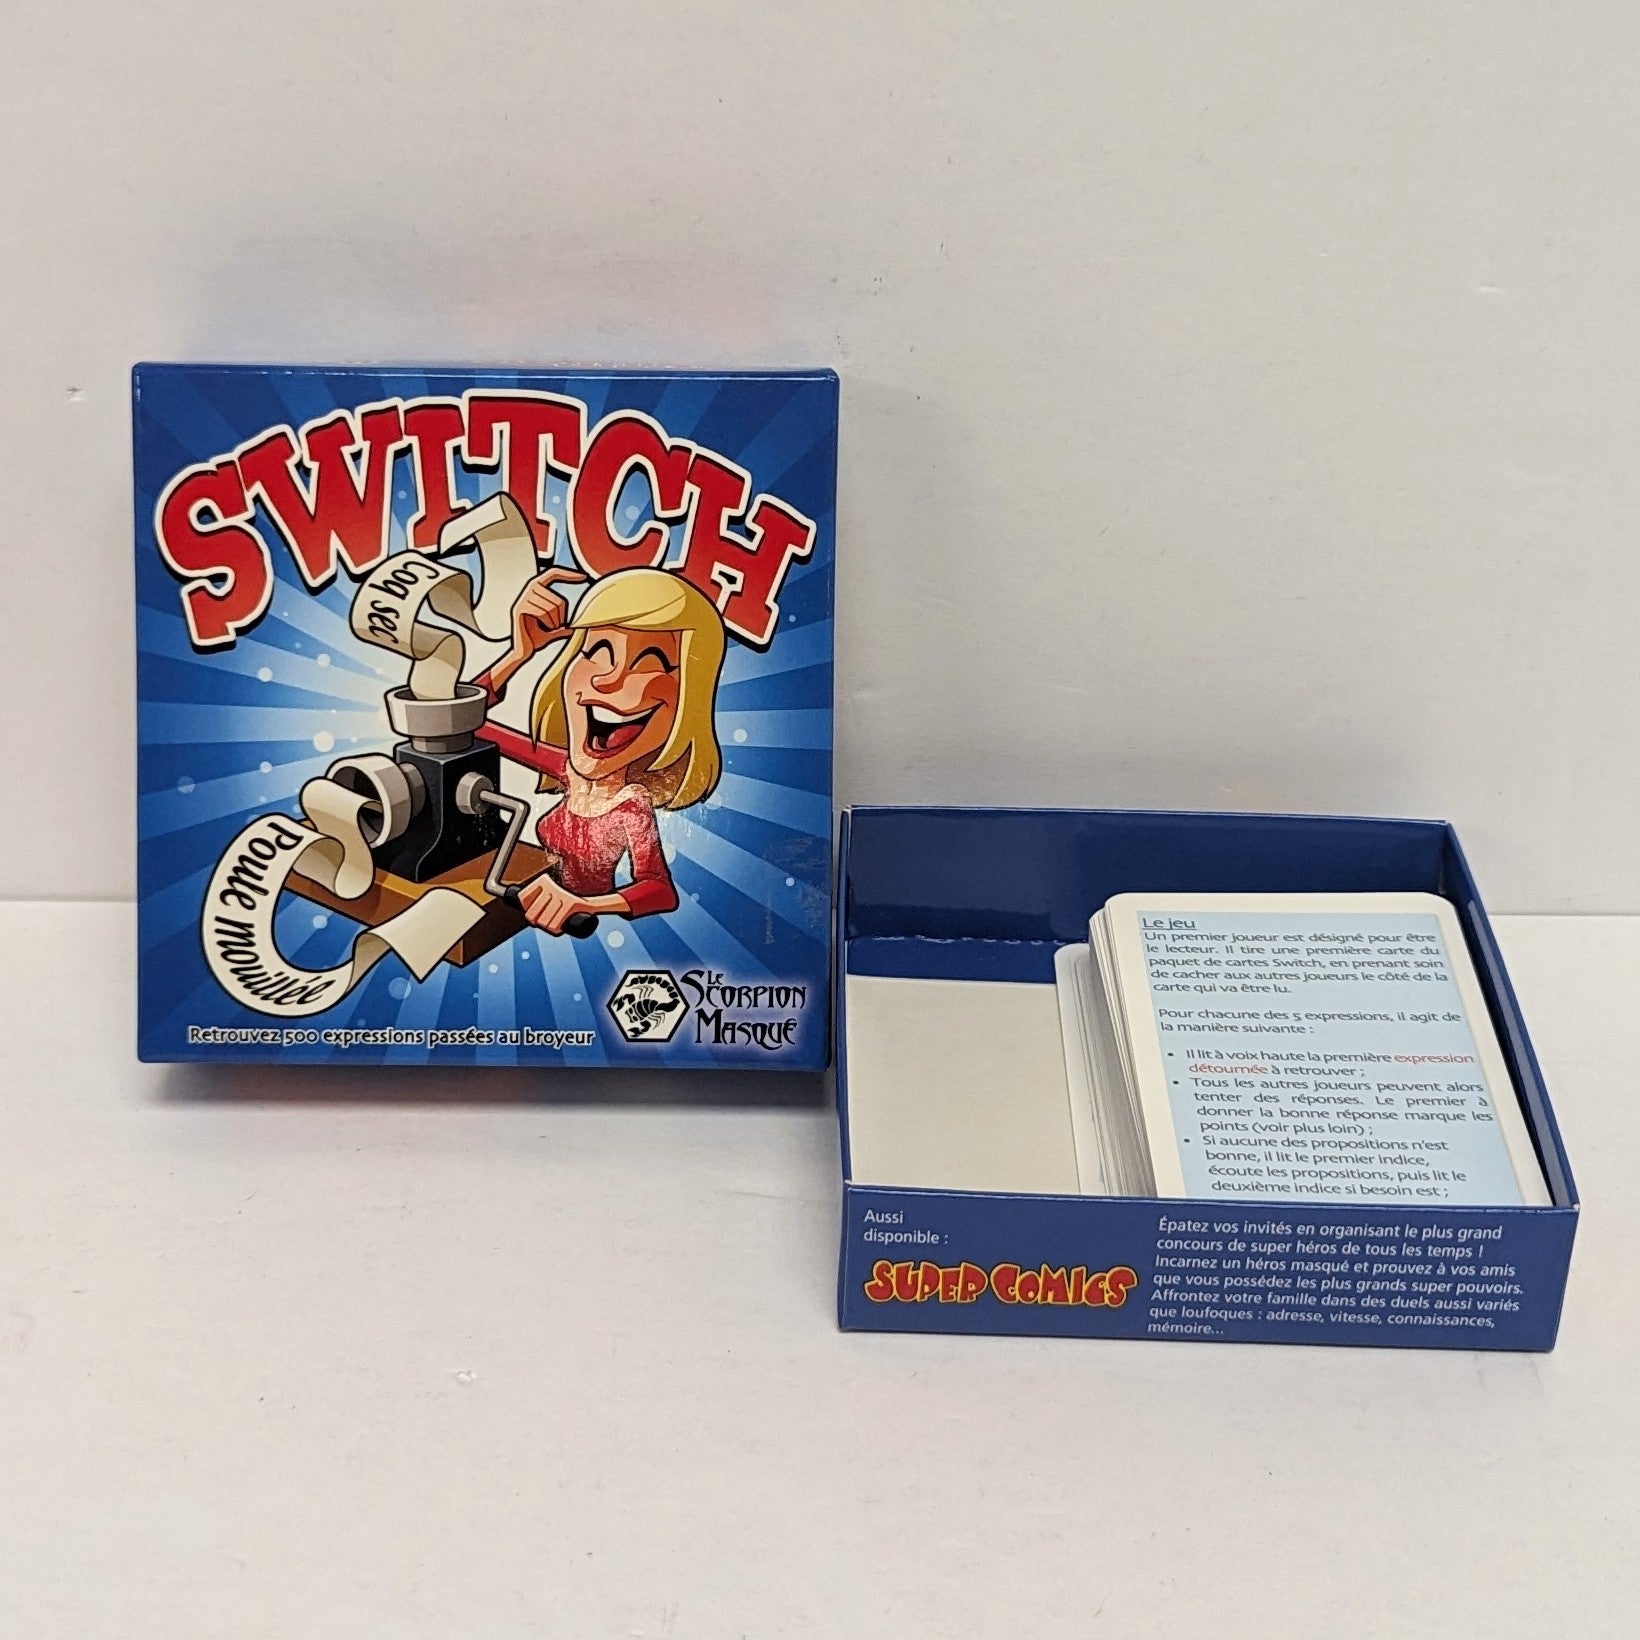 SWITCH
Coq sec
Poule mouillée
Retrouvez 500 expressions passées au broyeur
Le
Scorpion
Masqué
Le jeu
Un premier joueur est désigné pour être
le lecteur. Il tire une première carte du
paquet de cartes Switch, en prenant soin
de cacher aux autres joueurs le côté de la
carte qui va être lu.
Pour chacune des 5 expressions, il agit de
la manière suivante :
• Il lit à voix haute la première expression
détournée à retrouver ;
• Tous les autres joueurs peuvent alors
tenter des réponses. Le premier à
donner la bonne réponse marque les
points (voir plus loin) ;
• Si aucune des propositions n'est
bonne, il lit le premier indice,
écoute les propositions, puis lit le
deuxième indice si besoin est ;
Aussi
disponible :
SUPER COMICS
Épatez vos invités en organisant le plus grand
concours de super héros de tous les temps !
Incarnez un héros masqué et prouvez à vos amis
que vous possédez les plus grands super pouvoirs.
Affrontez votre famille dans des duels aussi variés
que loufoques : adresse, vitesse, connaissances,
mémoire...